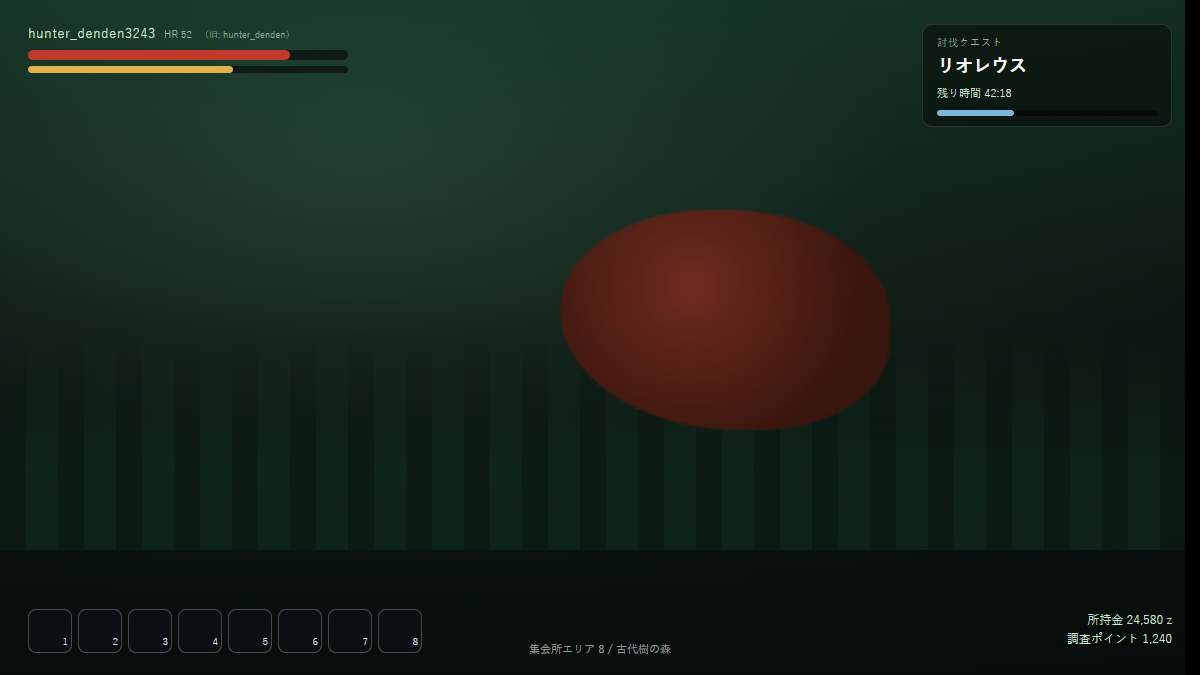 hunter_denden3243 HR 52 (旧: hunter_denden)
討伐クエスト
リオレウス
残り時間 42:18
1 2 3 4 5 6 7 8
集会所エリア 8 / 古代樹の森
所持金 24,580 z
調査ポイント 1,240